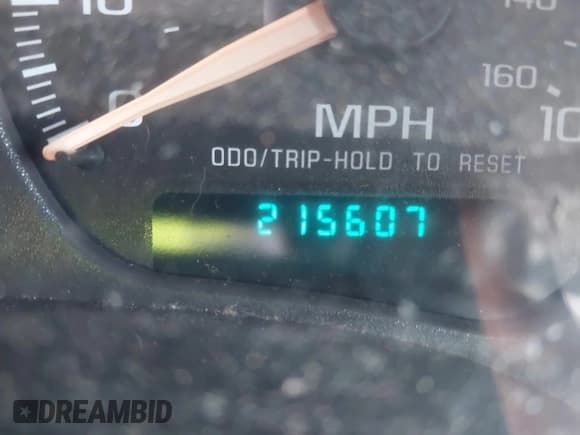 10
140
0
160
MPH
10
ODO/TRIP-HOLD TO RESET
215607
DREAMBID